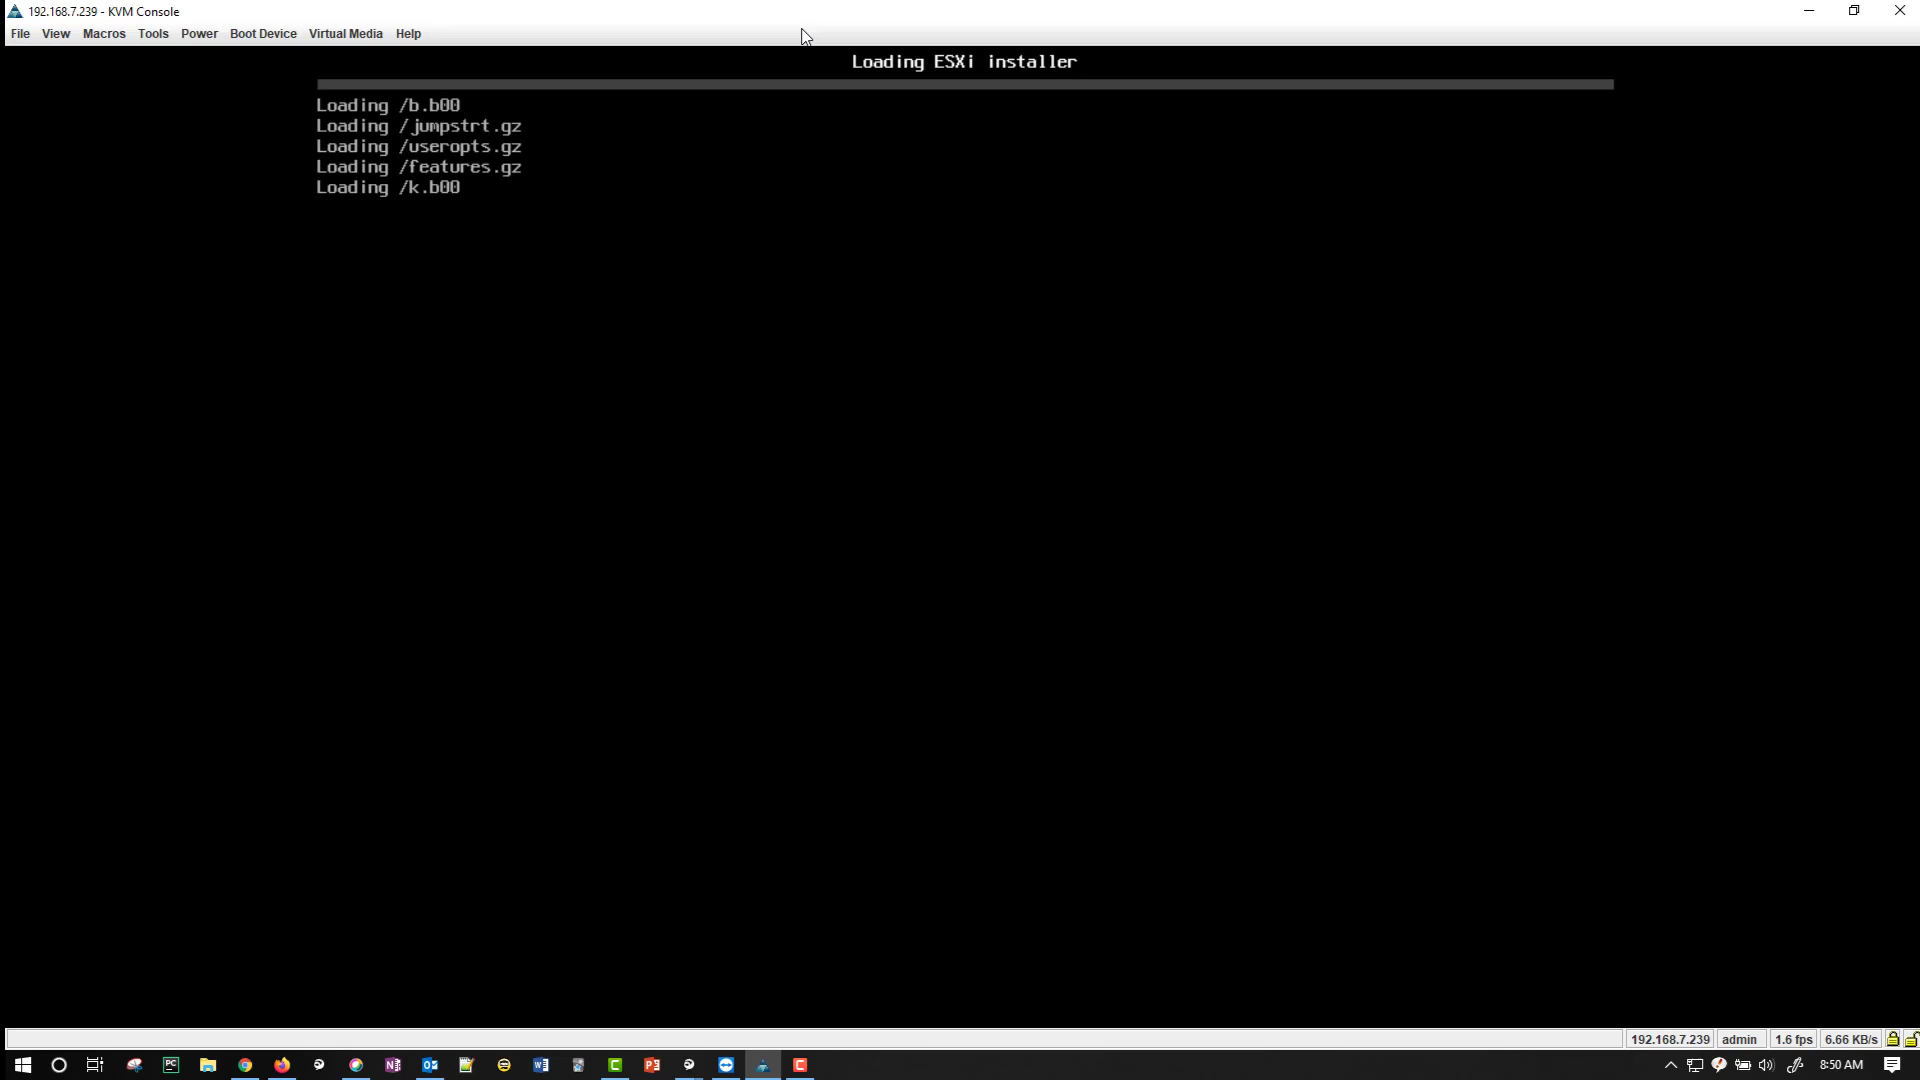 192.168.7.239 - KVM Console
File View Macros Tools Power Boot Device Virtual Media Help
Loading ESXi installer
Loading /b.b00
Loading /jumpstrt.gz
Loading /useropts.gz
Loading /features.gz
Loading /k.b00
192.168.7.239 admin 1.6 fps 6.66 KB/s
8:50 AM